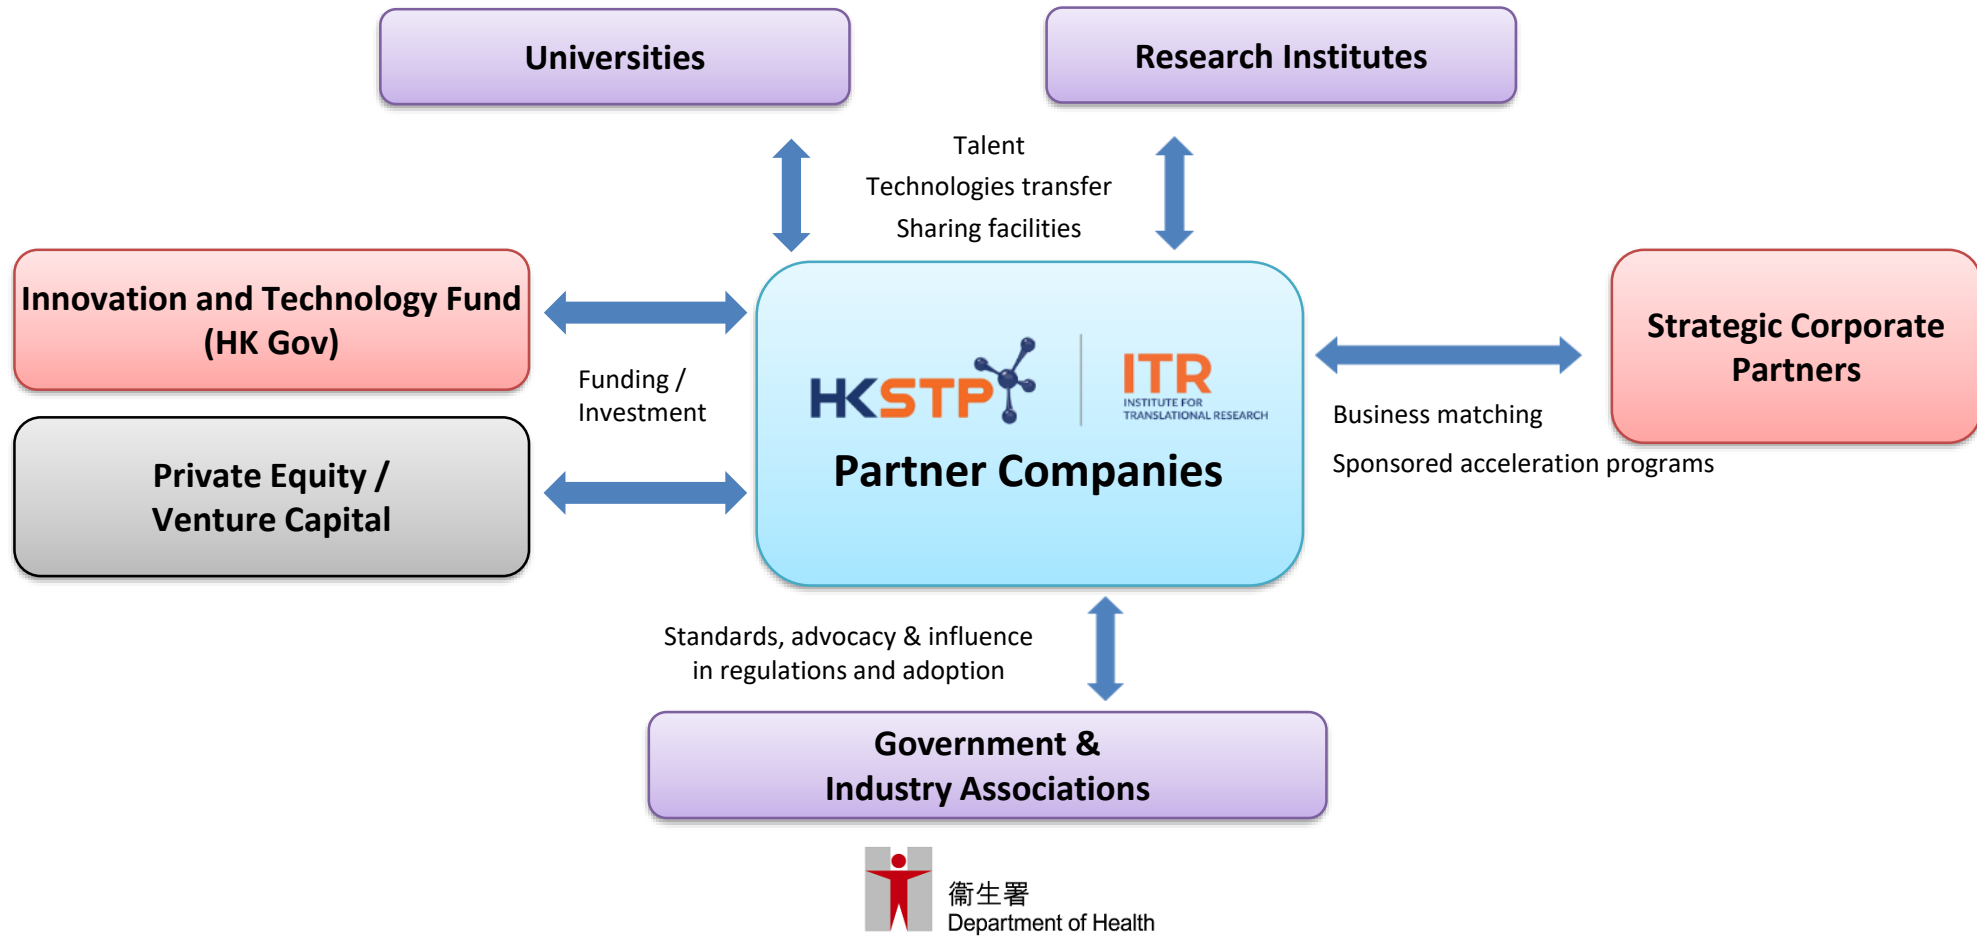 Universities
Research Institutes
Talent
Technologies transfer
Sharing facilities
Innovation and Technology Fund
(HK Gov)
Funding /
Investment
Private Equity /
Venture Capital
HKSTP
ITR
INSTITUTE FOR
TRANSLATIONAL RESEARCH
Partner Companies
Strategic Corporate
Partners
Business matching
Sponsored acceleration programs
Standards, advocacy & influence
in regulations and adoption
Government &
Industry Associations
衞生署
Department of Health